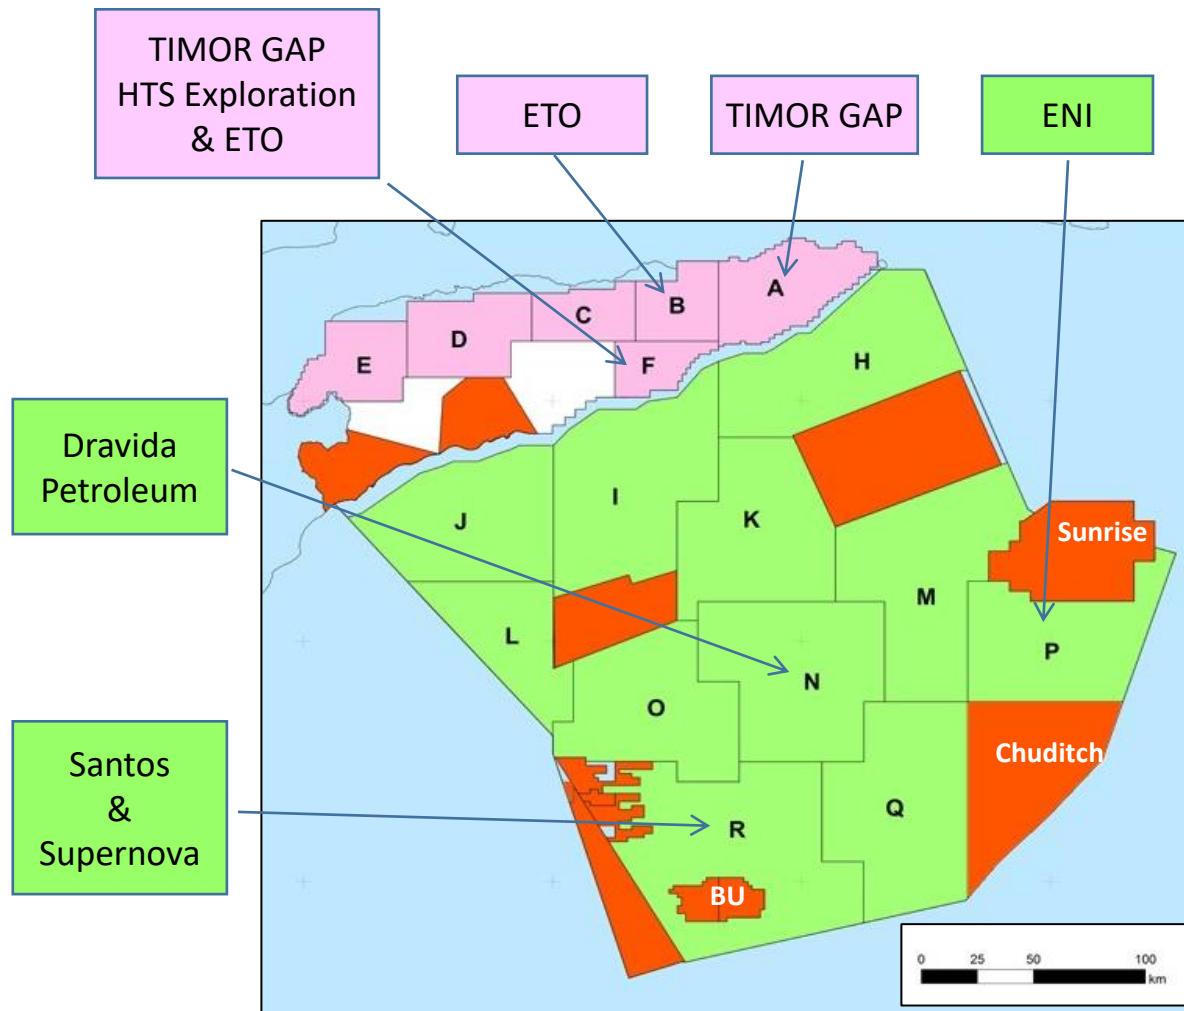 TIMOR GAP
HTS Exploration
& ETO
ETO
TIMOR GAP
ENI
A
B
C
D
E
F
H
Dravida
Petroleum
I
J
K
Sunrise
M
L
P
N
O
Santos
&
Supernova
Chuditch
Q
R
BU
0 25 50 100
km